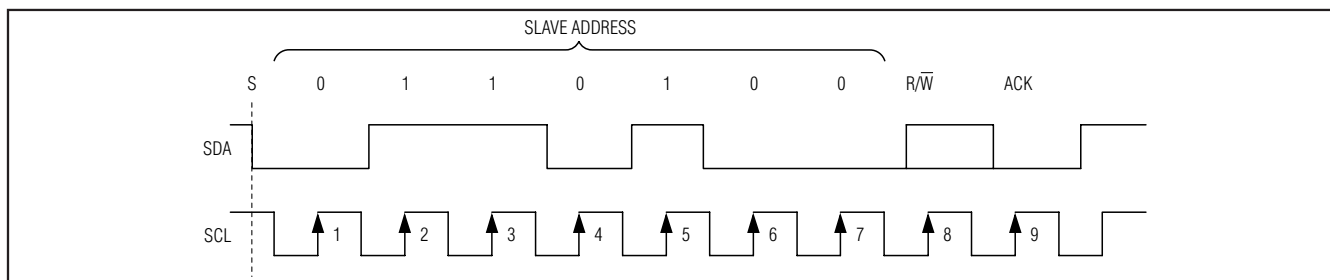 SLAVE ADDRESS
S 0 1 1 0 1 0 0 R/W̅ ACK
SDA
SCL 1 2 3 4 5 6 7 8 9